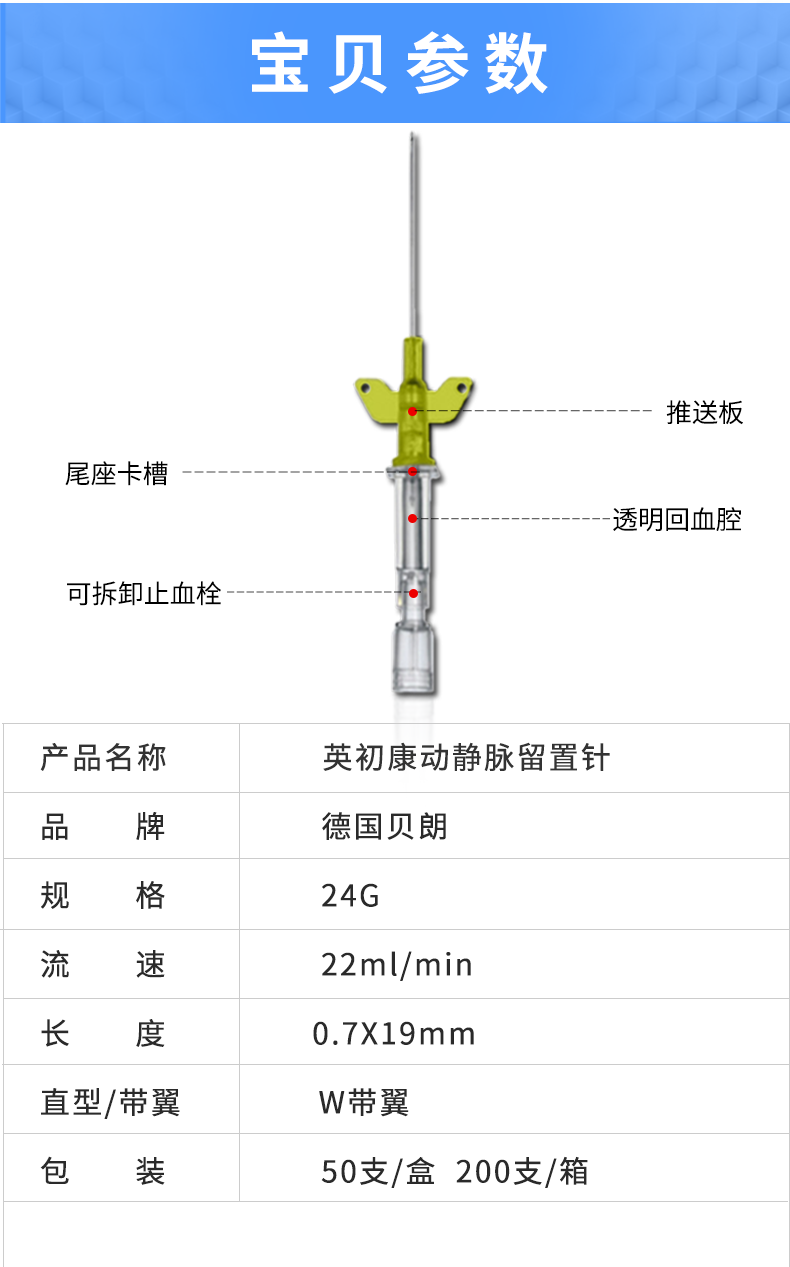 宝贝参数
推送板
尾座卡槽
透明回血腔
可拆卸止血栓
产品名称 英初康动静脉留置针
品 牌 德国贝朗
规 格 24G
流 速 22ml/min
长 度 0.7X19mm
直型/带翼 W带翼
包 装 50支/盒 200支/箱